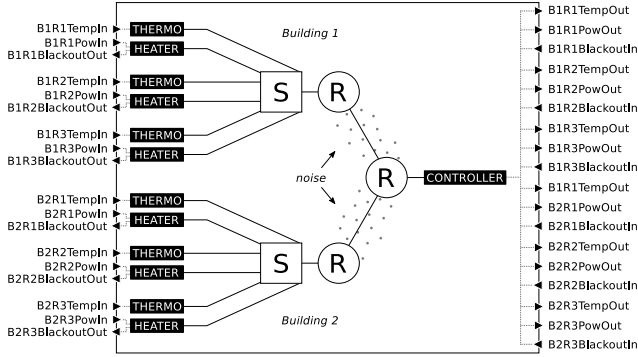 B1R1TempIn
B1R1PowIn
B1R1BlackoutOut
B1R2TempIn
B1R2PowIn
B1R2BlackoutOut
B1R3TempIn
B1R3PowIn
B1R3BlackoutOut
B2R1TempIn
B2R1PowIn
B2R1BlackoutOut
B2R2TempIn
B2R2PowIn
B2R2BlackoutOut
B2R3TempIn
B2R3PowIn
B2R3BlackoutOut
THERMO
HEATER
THERMO
HEATER
THERMO
HEATER
THERMO
HEATER
THERMO
HEATER
THERMO
HEATER
Building 1
S
R
noise
R
CONTROLLER
S
R
Building 2
B1R1TempOut
B1R1PowOut
B1R1BlackoutIn
B1R2TempOut
B1R2PowOut
B1R2BlackoutIn
B1R3TempOut
B1R3PowOut
B1R3BlackoutIn
B1R1TempOut
B2R1PowOut
B2R1BlackoutIn
B2R2TempOut
B2R2PowOut
B2R2BlackoutIn
B2R3TempOut
B2R3PowOut
B2R3BlackoutIn